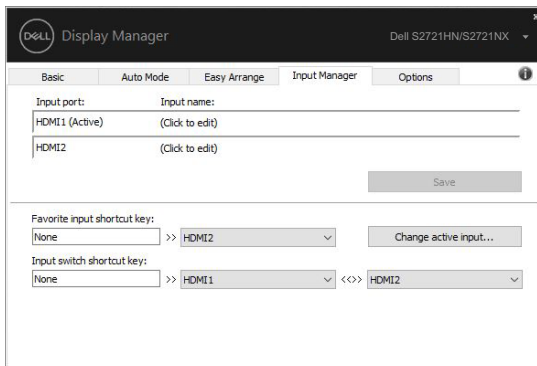 DELL Display Manager Dell S2721HN/S2721NX
Basic Auto Mode Easy Arrange Input Manager Options
Input port: Input name:
HDMI1 (Active) (Click to edit)
HDMI2 (Click to edit)
Save
Favorite input shortcut key:
None >> HDMI2 Change active input...
Input switch shortcut key:
None >> HDMI1 <<>> HDMI2